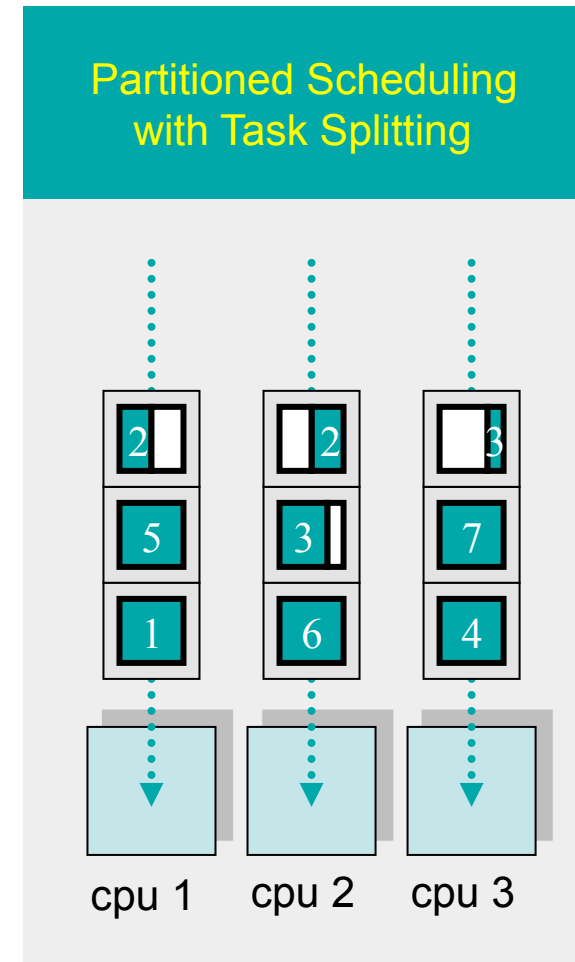 Partitioned Scheduling
with Task Splitting
2 2 3
5 3 7
1 6 4
cpu 1 cpu 2 cpu 3